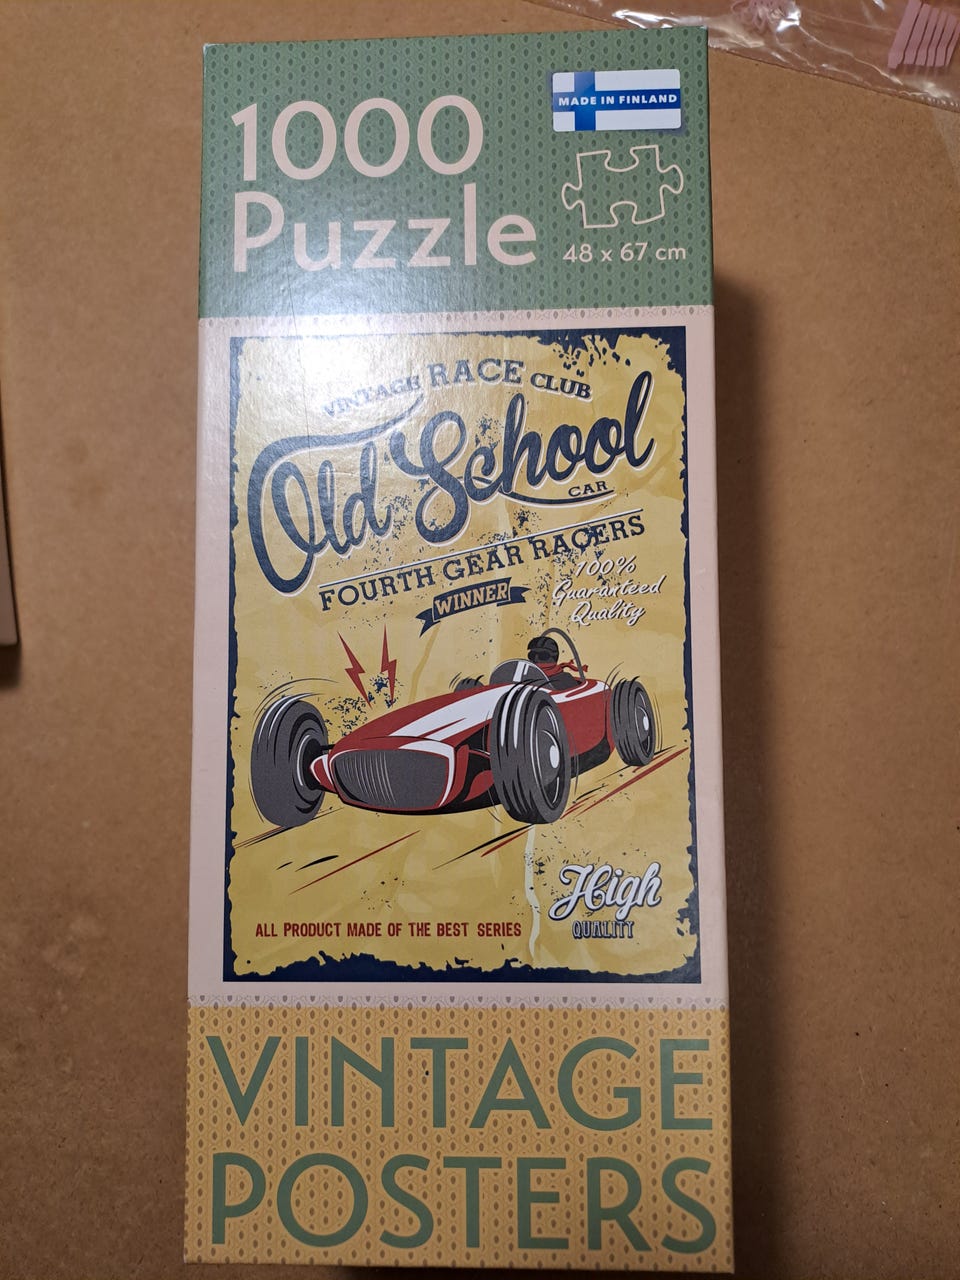 1000
Puzzle
MADE IN FINLAND
48 x 67 cm
VINTAGE RACE CLUB
Old School
CAR
FOURTH GEAR RACERS
WINNER
100%
Guaranteed
Quality
High
QUALITY
ALL PRODUCT MADE OF THE BEST SERIES
VINTAGE
POSTERS